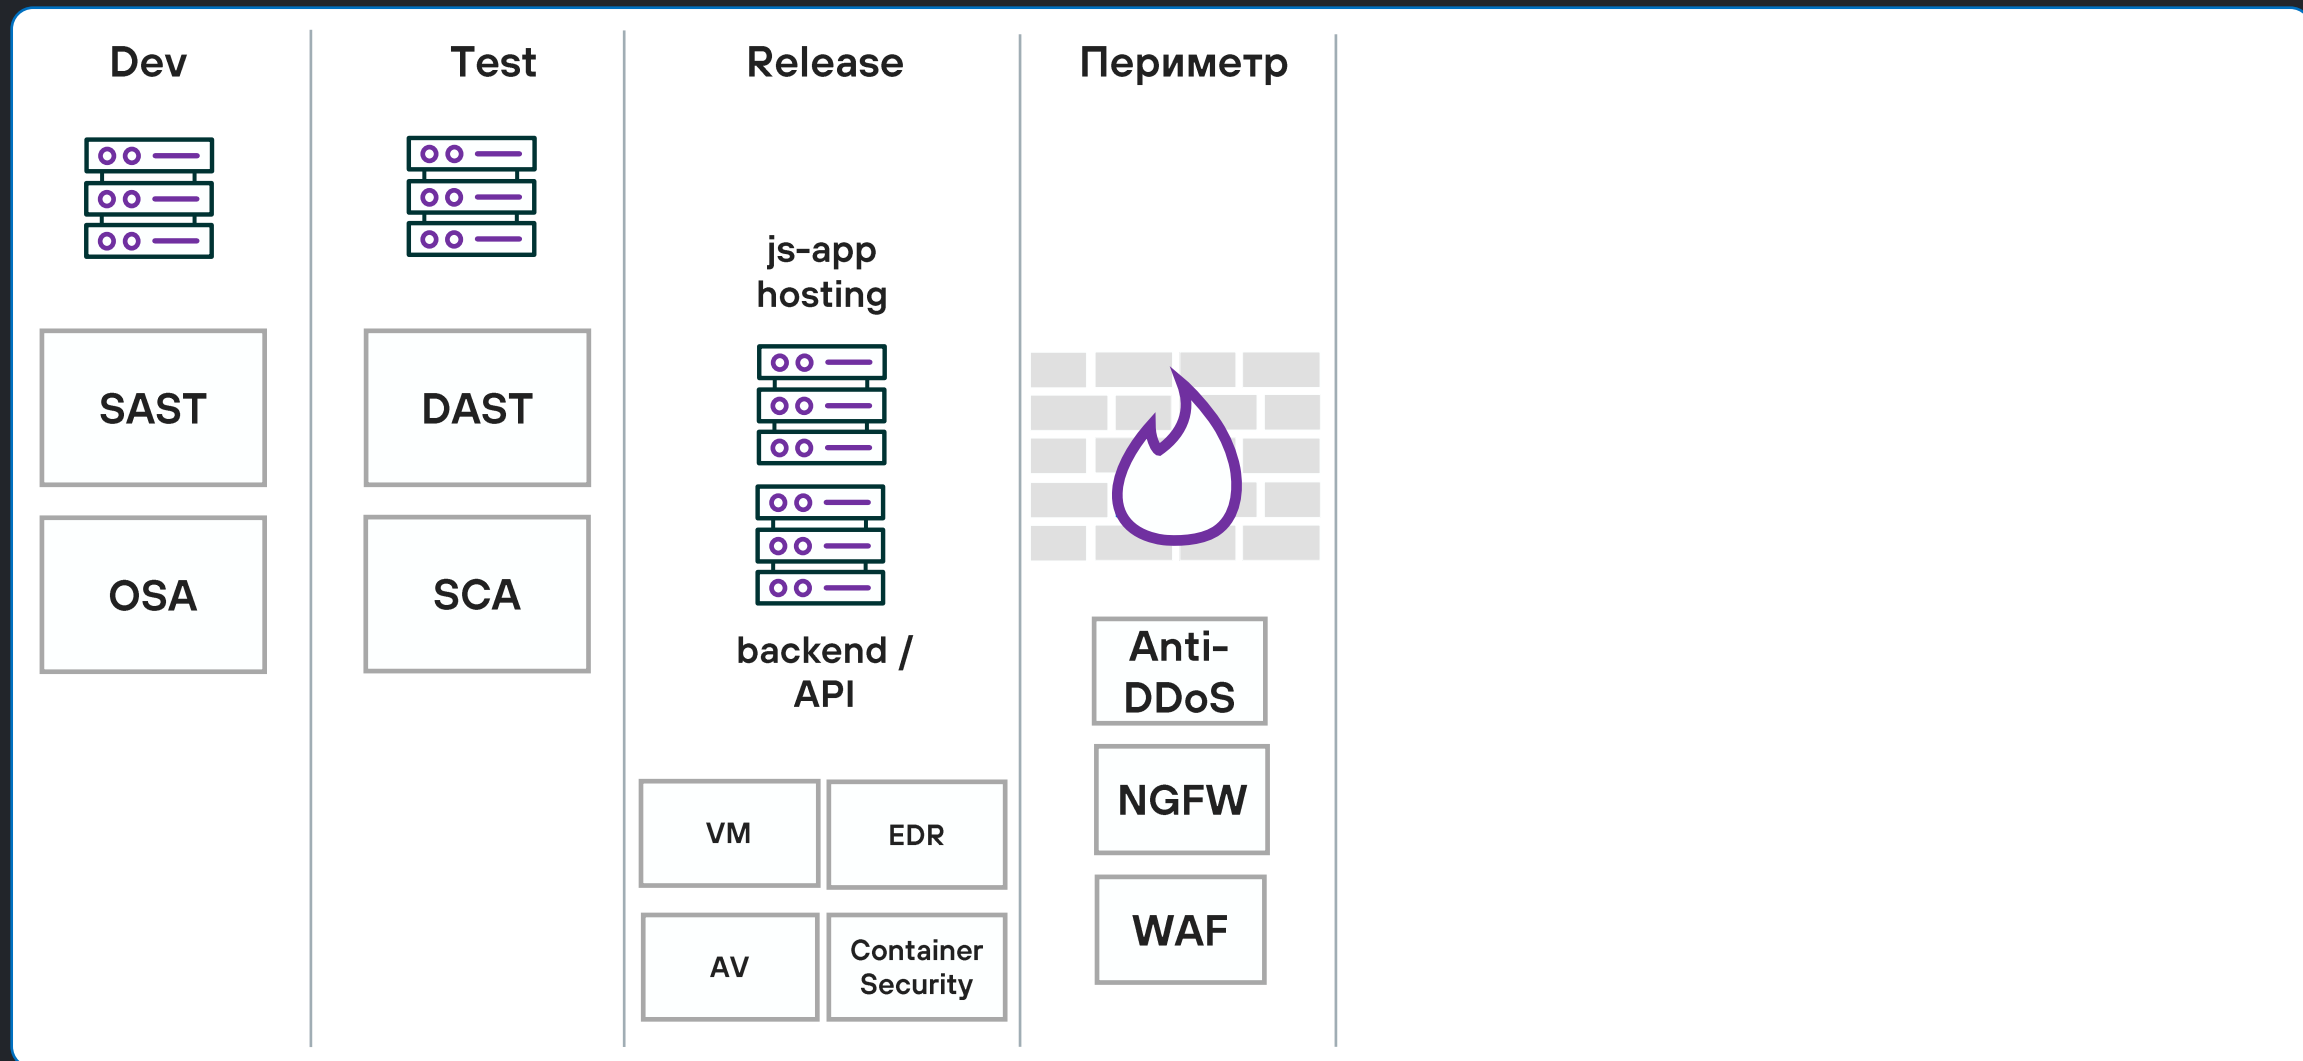 Dev
Test
Release
Периметр
js-app
hosting
SAST
DAST
OSA
SCA
backend /
API
Anti-
DDoS
NGFW
VM
EDR
WAF
AV
Container
Security